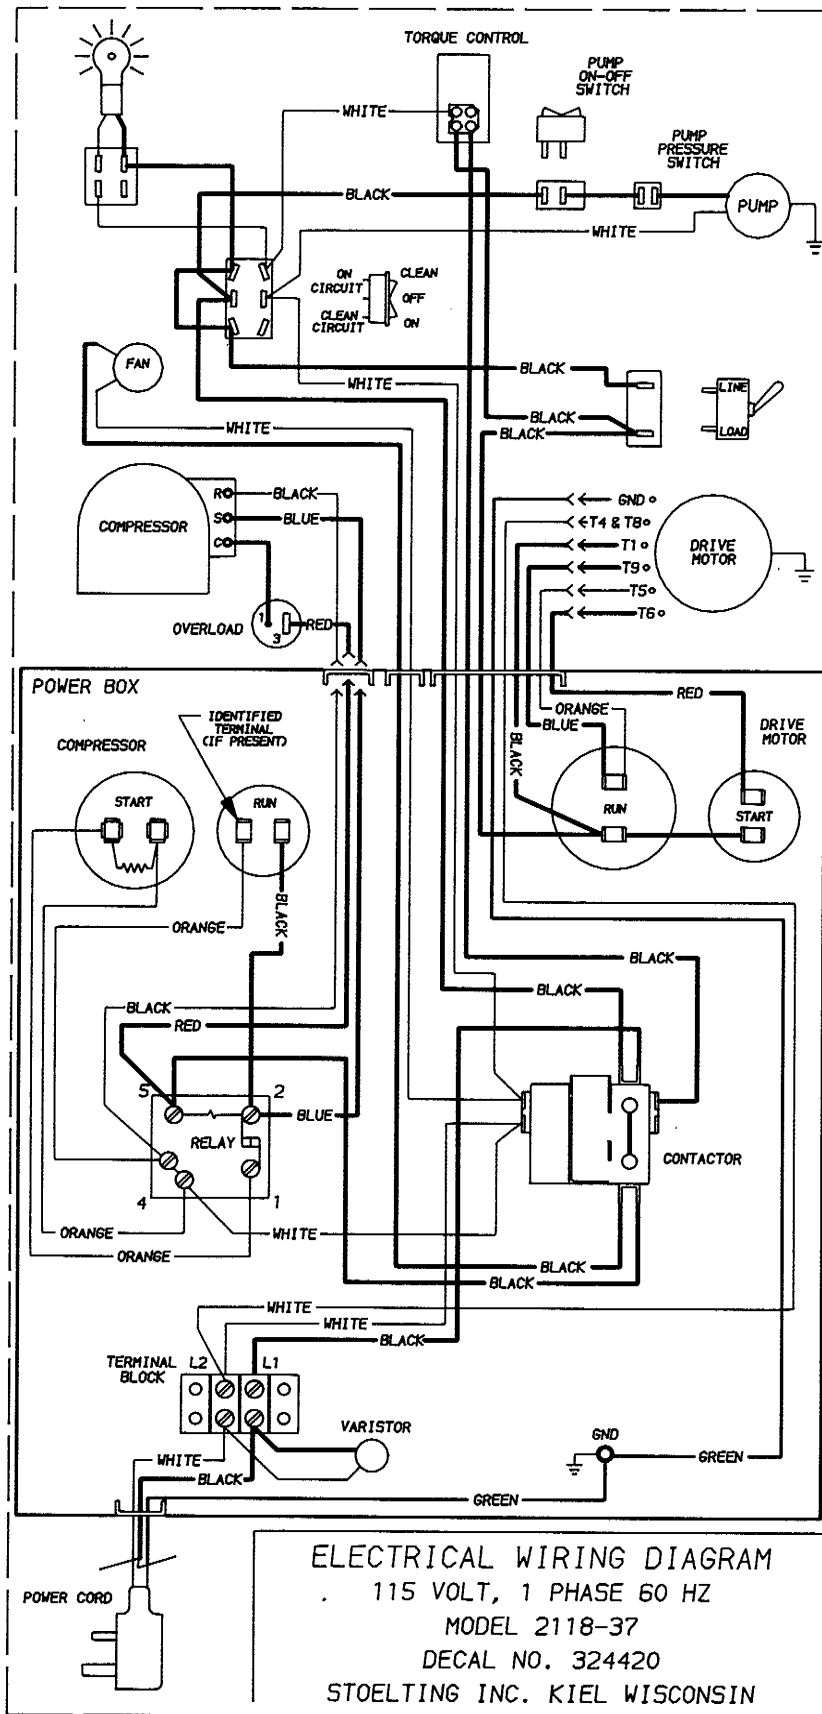 TORQUE CONTROL
PUMP
ON-OFF
SWITCH
WHITE
PUMP
PRESSURE
SWITCH
BLACK
PUMP
WHITE
ON
CIRCUIT
CLEAN
OFF
CLEAN
CIRCUIT
ON
FAN
BLACK
WHITE
LINE
BLACK
WHITE
BLACK
LOAD
R
BLACK
GND
COMPRESSOR
S
BLUE
T4 & T8
C
T1
DRIVE
MOTOR
T9
T5
OVERLOAD
1
3
RED
T6
POWER BOX
RED
IDENTIFIED
TERMINAL
(IF PRESENT)
ORANGE
COMPRESSOR
BLUE
DRIVE
MOTOR
BLACK
START
RUN
RUN
START
BLACK
ORANGE
BLACK
BLACK
BLACK
RED
5
2
BLUE
RELAY
CONTACTOR
4
1
ORANGE
WHITE
ORANGE
BLACK
BLACK
WHITE
WHITE
BLACK
TERMINAL
BLOCK
L2
L1
VARISTOR
GND
WHITE
BLACK
GREEN
GREEN
POWER CORD
ELECTRICAL WIRING DIAGRAM
. 115 VOLT, 1 PHASE 60 HZ
MODEL 2118-37
DECAL NO. 324420
STOELTING INC. KIEL WISCONSIN